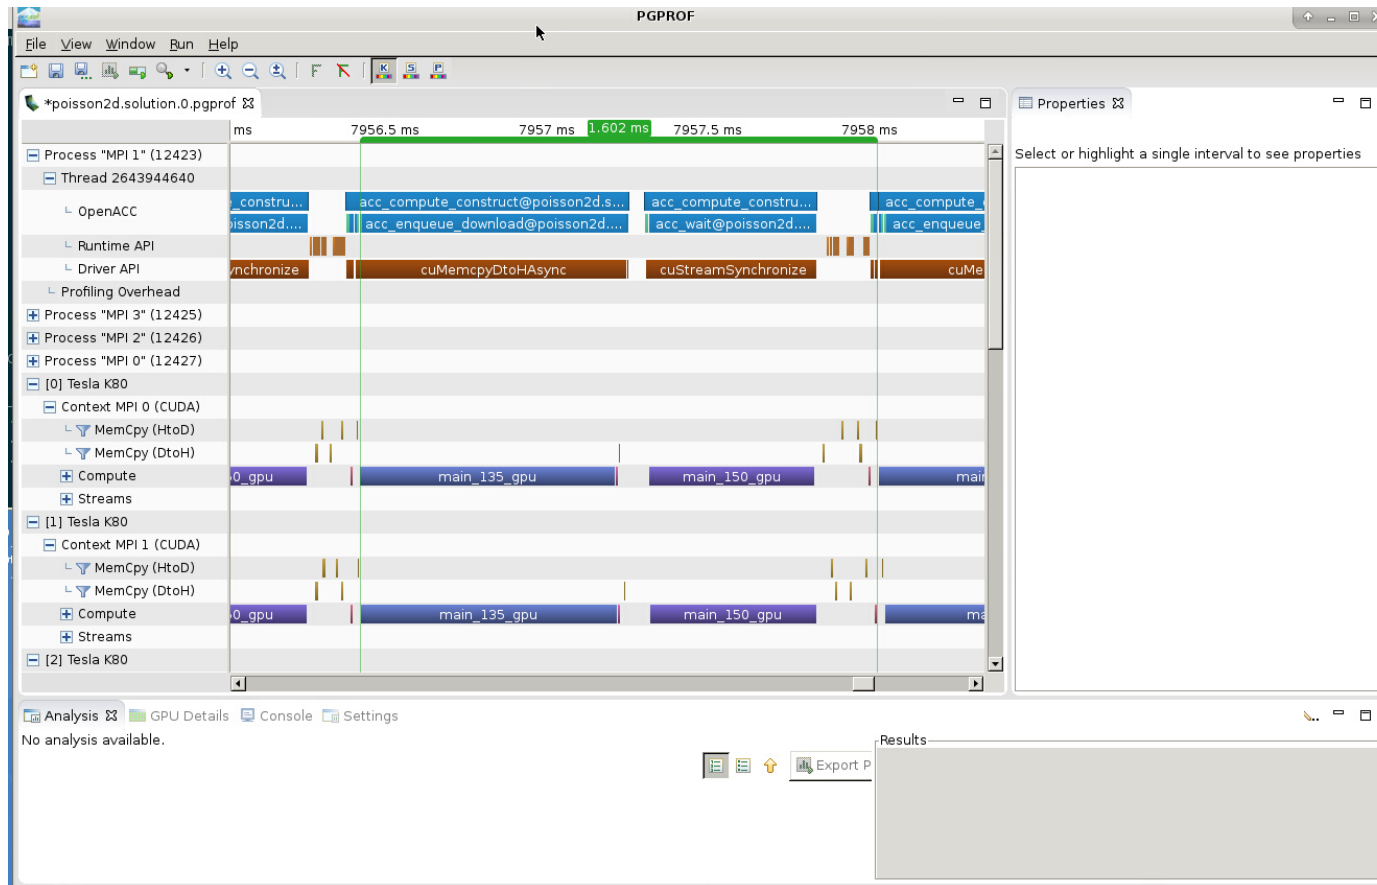 PGPROF
File View Window Run Help
K S P
*poisson2d.solution.0.pgprof
Properties
ms 7956.5 ms 7957 ms 1.602 ms 7957.5 ms 7958 ms
Process "MPI 1" (12423)
Select or highlight a single interval to see properties
Thread 2643944640
OpenACC
_constru... acc_compute_construct@poisson2d.s... acc_compute_constru... acc_compute_
isson2d.... acc_enqueue_download@poisson2d.... acc_wait@poisson2d.... acc_enqueue_
Runtime API
Driver API ynchronize cuMemcpyDtoHAsync cuStreamSynchronize cuMe
Profiling Overhead
Process "MPI 3" (12425)
Process "MPI 2" (12426)
Process "MPI 0" (12427)
[0] Tesla K80
Context MPI 0 (CUDA)
MemCpy (HtoD)
MemCpy (DtoH)
Compute 0_gpu main_135_gpu main_150_gpu mai
Streams
[1] Tesla K80
Context MPI 1 (CUDA)
MemCpy (HtoD)
MemCpy (DtoH)
Compute 0_gpu main_135_gpu main_150_gpu ma
Streams
[2] Tesla K80
Analysis GPU Details Console Settings
No analysis available.
Results
Export P